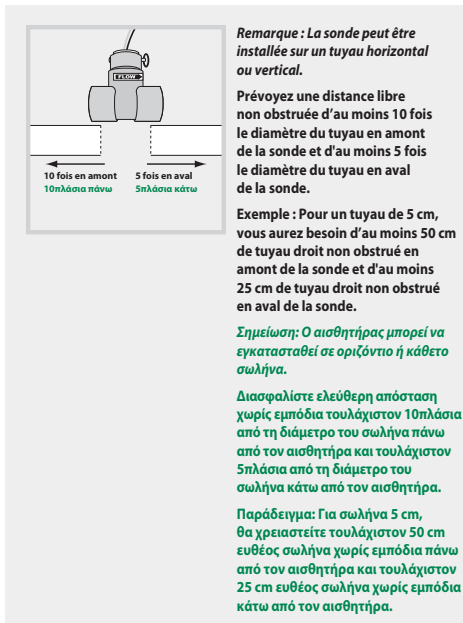 FLOW
10 fois en amont
10πλάσια πάνω
5 fois en aval
5πλάσια κάτω
Remarque : La sonde peut être
installée sur un tuyau horizontal
ou vertical.
Prévoyez une distance libre
non obstruée d’au moins 10 fois
le diamètre du tuyau en amont
de la sonde et d'au moins 5 fois
le diamètre du tuyau en aval
de la sonde.
Exemple : Pour un tuyau de 5 cm,
vous aurez besoin d’au moins 50 cm
de tuyau droit non obstrué en
amont de la sonde et d'au moins
25 cm de tuyau droit non obstrué
en aval de la sonde.
Σημείωση: Ο αισθητήρας μπορεί να
εγκατασταθεί σε οριζόντιο ή κάθετο
σωλήνα.
Διασφαλίστε ελεύθερη απόσταση
χωρίς εμπόδια τουλάχιστον 10πλάσια
από τη διάμετρο του σωλήνα πάνω
από τον αισθητήρα και τουλάχιστον
5πλάσια από τη διάμετρο του
σωλήνα κάτω από τον αισθητήρα.
Παράδειγμα: Για σωλήνα 5 cm,
θα χρειαστείτε τουλάχιστον 50 cm
ευθέος σωλήνα χωρίς εμπόδια πάνω
από τον αισθητήρα και τουλάχιστον
25 cm ευθέος σωλήνα χωρίς εμπόδια
κάτω από τον αισθητήρα.